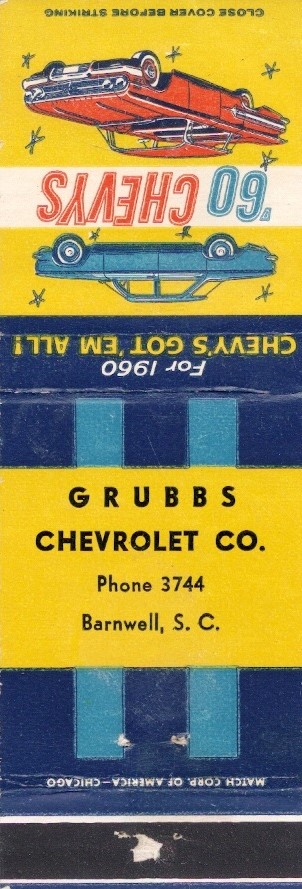 CLOSE COVER BEFORE STRIKING
'60 CHEVYS
CHEVY'S GOT 'EM ALL!
For 1960
GRUBBS
CHEVROLET CO.
Phone 3744
Barnwell, S. C.
MATCH CORP. OF AMERICA—CHICAGO